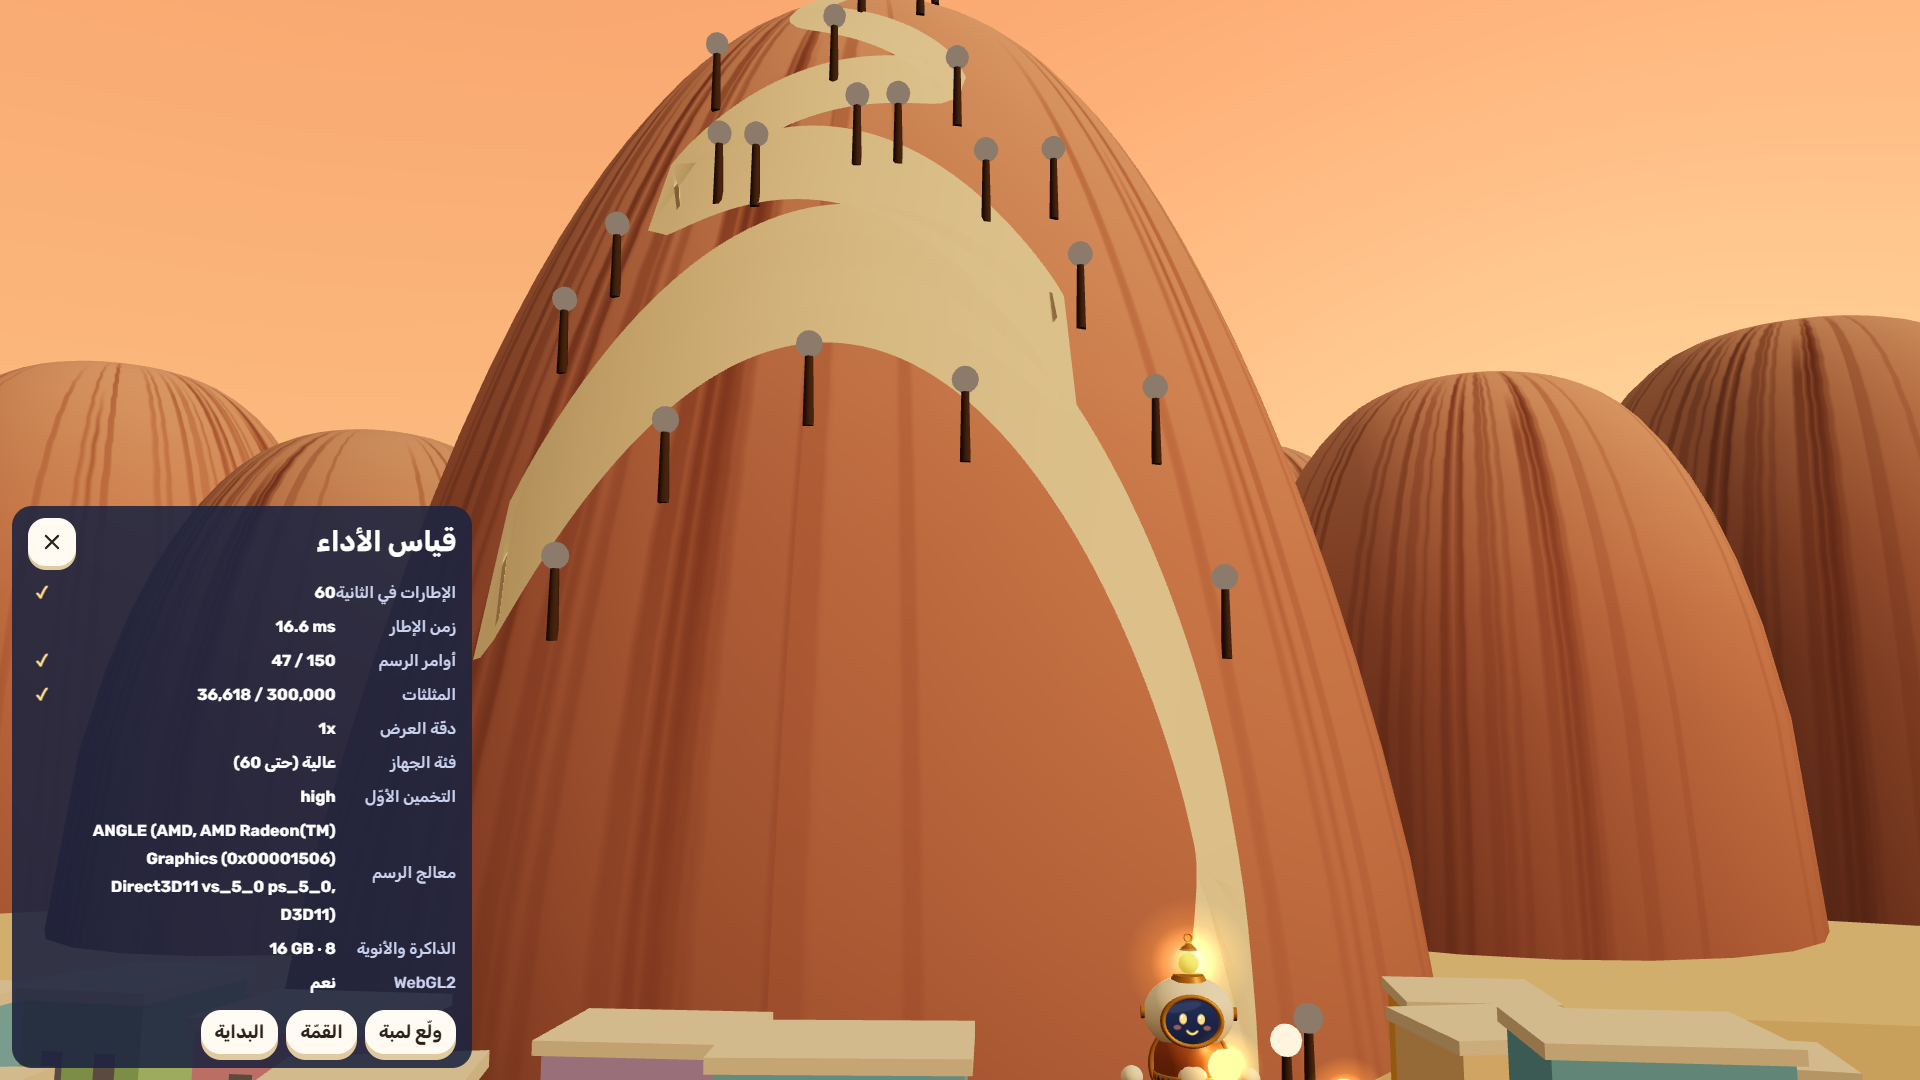 قياس الأداء
الإطارات في الثانية 60 ✓
زمن الإطار 16.6 ms
أوامر الرسم 47 / 150 ✓
المثلثات 36,618 / 300,000 ✓
دقة العرض 1x
فئة الجهاز عالية (حتى 60)
التخمين الأوّل high
معالج الرسم ANGLE (AMD, AMD Radeon(TM)
Graphics (0x00001506)
Direct3D11 vs_5_0 ps_5_0,
D3D11)
الذاكرة والأنوية 16 GB · 8
WebGL2 نعم
ولّع لمبة
القمّة
البداية